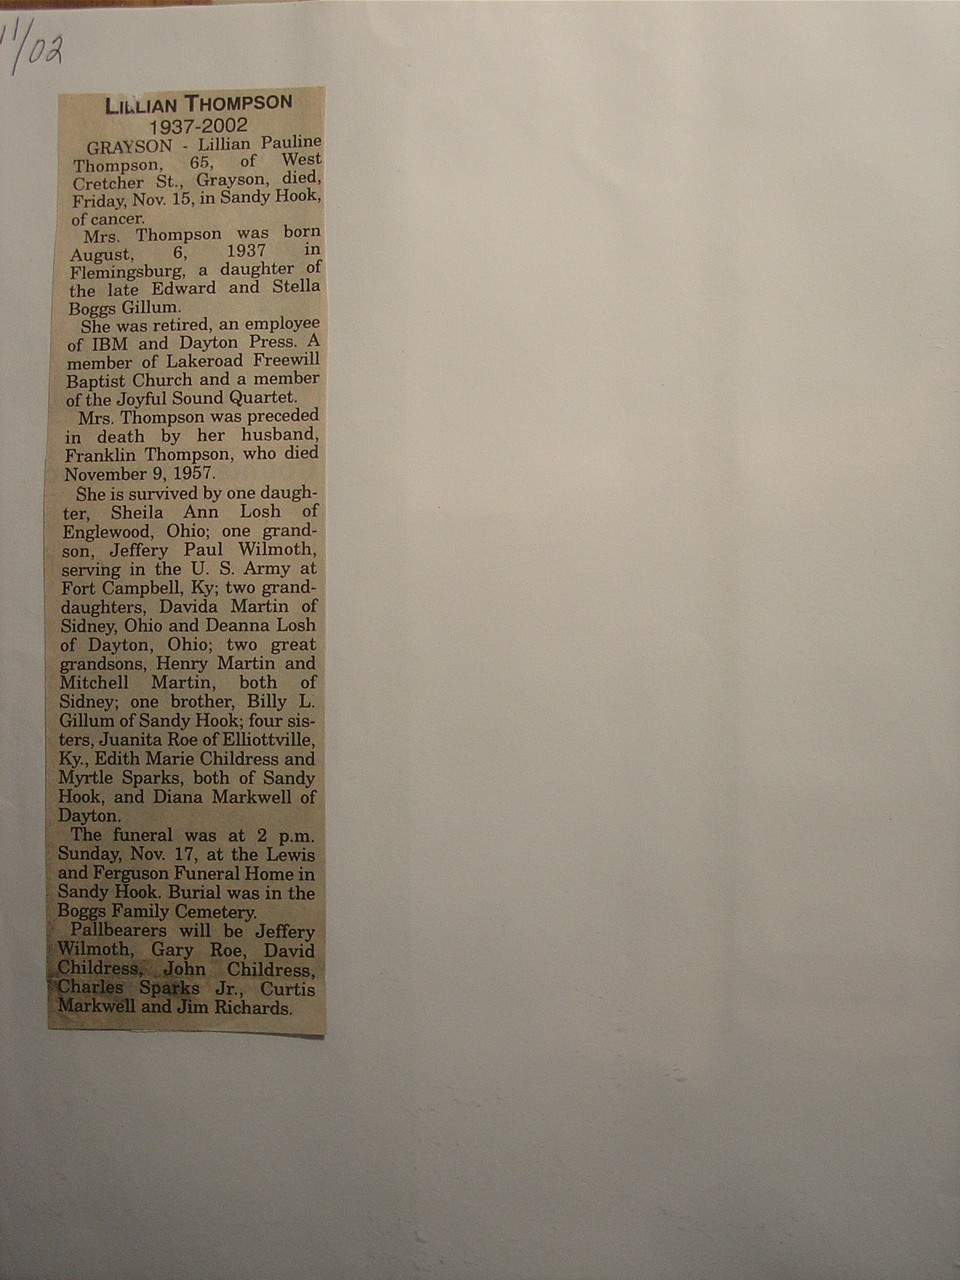 11/02
LILLIAN THOMPSON
1937-2002
GRAYSON - Lillian Pauline
Thompson, 65, of West
Cretcher St., Grayson, died,
Friday, Nov. 15, in Sandy Hook,
of cancer.
Mrs. Thompson was born
August, 6, 1937 in
Flemingsburg, a daughter of
the late Edward and Stella
Boggs Gillum.
She was retired, an employee
of IBM and Dayton Press. A
member of Lakeroad Freewill
Baptist Church and a member
of the Joyful Sound Quartet.
Mrs. Thompson was preceded
in death by her husband,
Franklin Thompson, who died
November 9, 1957.
She is survived by one daugh-
ter, Sheila Ann Losh of
Englewood, Ohio; one grand-
son, Jeffery Paul Wilmoth,
serving in the U. S. Army at
Fort Campbell, Ky; two grand-
daughters, Davida Martin of
Sidney, Ohio and Deanna Losh
of Dayton, Ohio; two great
grandsons, Henry Martin and
Mitchell Martin, both of
Sidney; one brother, Billy L.
Gillum of Sandy Hook; four sis-
ters, Juanita Roe of Elliottville,
Ky., Edith Marie Childress and
Myrtle Sparks, both of Sandy
Hook, and Diana Markwell of
Dayton.
The funeral was at 2 p.m.
Sunday, Nov. 17, at the Lewis
and Ferguson Funeral Home in
Sandy Hook. Burial was in the
Boggs Family Cemetery.
Pallbearers will be Jeffery
Wilmoth, Gary Roe, David
Childress, John Childress,
Charles Sparks Jr., Curtis
Markwell and Jim Richards.